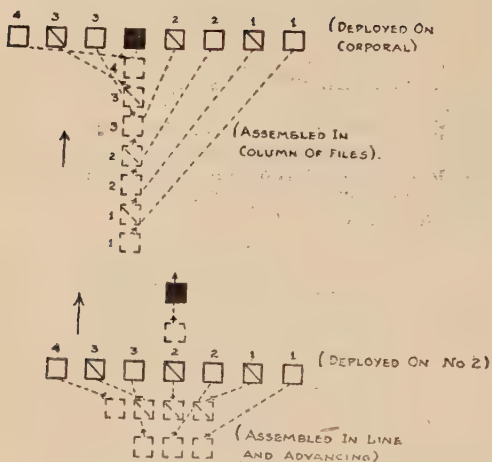 4 3 3 2 2 1 1
(DEPLOYED ON
CORPORAL)
4
3
3
2
2
1
1
(ASSEMBLED IN
COLUMN OF FILES).
4 3 3 2 2 1 1 (DEPLOYED ON NO 2)
(ASSEMBLED IN LINE
AND ADVANCING)